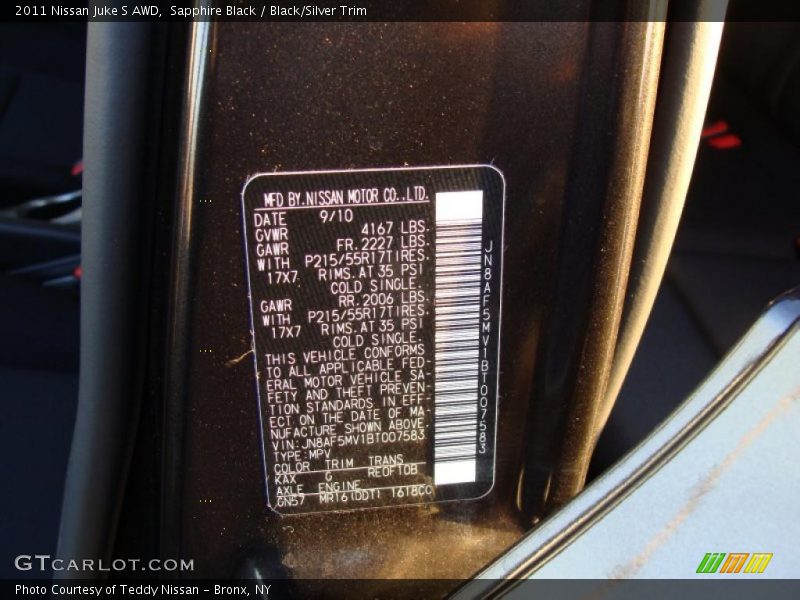 2011 Nissan Juke S AWD,  Sapphire Black / Black/Silver Trim
MFD BY.NISSAN MOTOR CO.,LTD.
DATE 9/10
GVWR 4167 LBS.
GAWR FR.2227 LBS.
WITH P215/55R17TIRES.
17X7 RIMS.AT 35 PSI
COLD SINGLE.
GAWR RR.2006 LBS.
WITH P215/55R17TIRES.
17X7 RIMS.AT 35 PSI
COLD SINGLE.
THIS VEHICLE CONFORMS
TO ALL APPLICABLE FED-
ERAL MOTOR VEHICLE SA-
FETY AND THEFT PREVEN
TION STANDARDS IN EFF-
ECT ON THE DATE OF MA-
NUFACTURE SHOWN ABOVE.
VIN:JN8AF5MV1BT007583
TYPE:MPV
COLOR TRIM TRANS
KAX G RE0F10B
AXLE ENGINE
GN57 MR16(DDT) 1618CC
JN8AF5MV1BT007583
GTCARLOT.COM
Photo Courtesy of Teddy Nissan - Bronx, NY